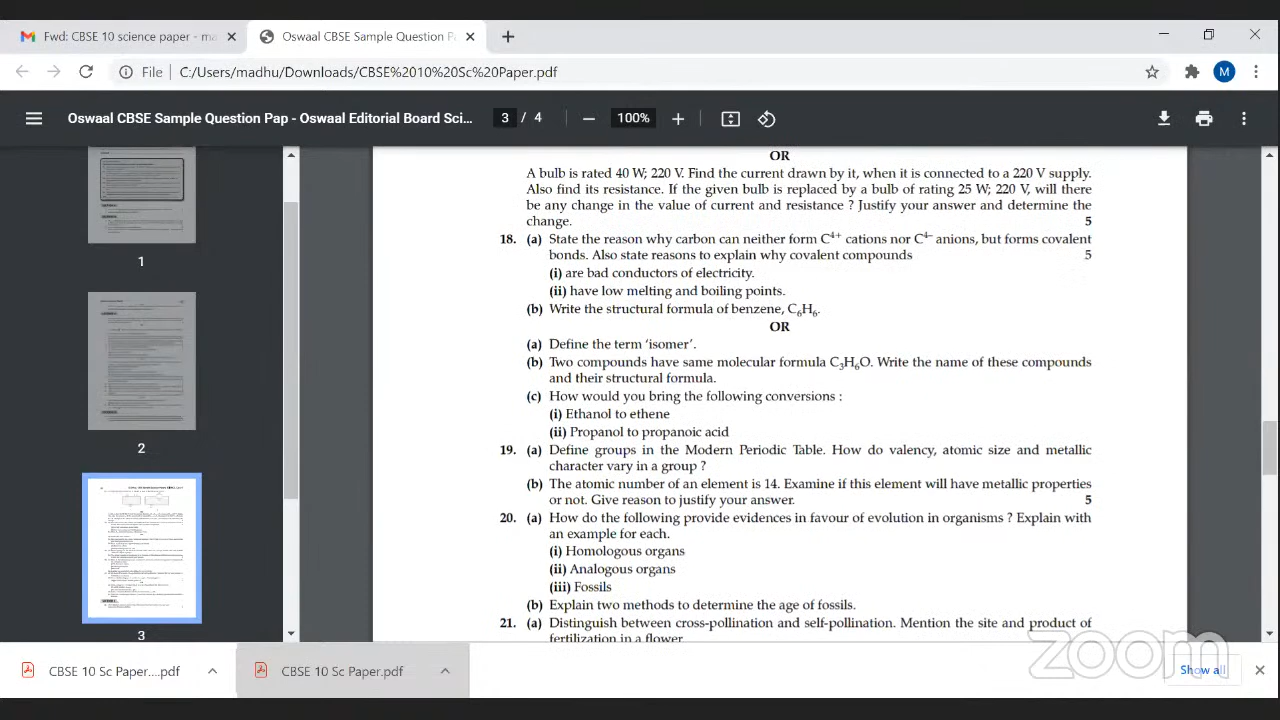 Fwd: CBSE 10 science paper - ma
Oswaal CBSE Sample Question P
File
C:/Users/madhu/Downloads/CBSE%2010%20Sc%20Paper.pdf
M
Oswaal CBSE Sample Question Pap - Oswaal Editorial Board Sci...
3 / 4
100%
1
2
3
OR
A bulb is rated 40 W; 220 V. Find the current drawn by it, when it is connected to a 220 V supply.
Also find its resistance. If the given bulb is replaced by a bulb of rating 25 W; 220 V, will there
be any change in the value of current and resistance ? Justify your answer and determine the
change. 5
18. (a) State the reason why carbon can neither form C⁴⁺ cations nor C⁴⁻ anions, but forms covalent
bonds. Also state reasons to explain why covalent compounds 5
(i) are bad conductors of electricity.
(ii) have low melting and boiling points.
(b) Write the structural formula of benzene, C₆H₆.
OR
(a) Define the term ‘isomer’.
(b) Two compounds have same molecular formula C₃H₆O. Write the name of these compounds
and their structural formula.
(c) How would you bring the following conversions :
(i) Ethanol to ethene
(ii) Propanol to propanoic acid
19. (a) Define groups in the Modern Periodic Table. How do valency, atomic size and metallic
character vary in a group ?
(b) The atomic number of an element is 14. Examine if this element will have metallic properties
or not. Give reason to justify your answer. 5
20. (a) How do the following provide evidences in favour of evolution in organisms ? Explain with
an example for each.
(i) Homologous organs
(ii) Analogous organs
(iii) Fossils
(b) Explain two methods to determine the age of fossils.
21. (a) Distinguish between cross-pollination and self-pollination. Mention the site and product of
fertilization in a flower.
zoom
CBSE 10 Sc Paper....pdf
CBSE 10 Sc Paper.pdf
Show all